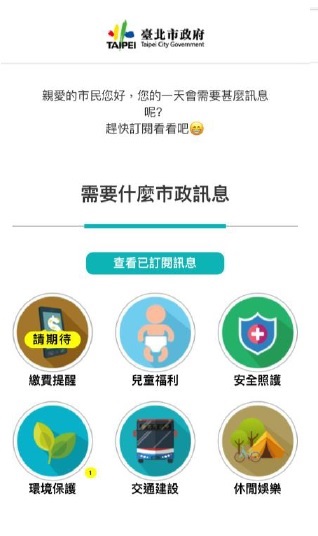 TAIPEI
臺北市政府
Taipei City Government
親愛的市民您好，您的一天會需要甚麼訊息
呢?
趕快訂閱看看吧😁
需要什麼市政訊息
查看已訂閱訊息
請期待
繳費提醒
兒童福利
安全照護
$
環境保護
1
交通建設
休閒娛樂